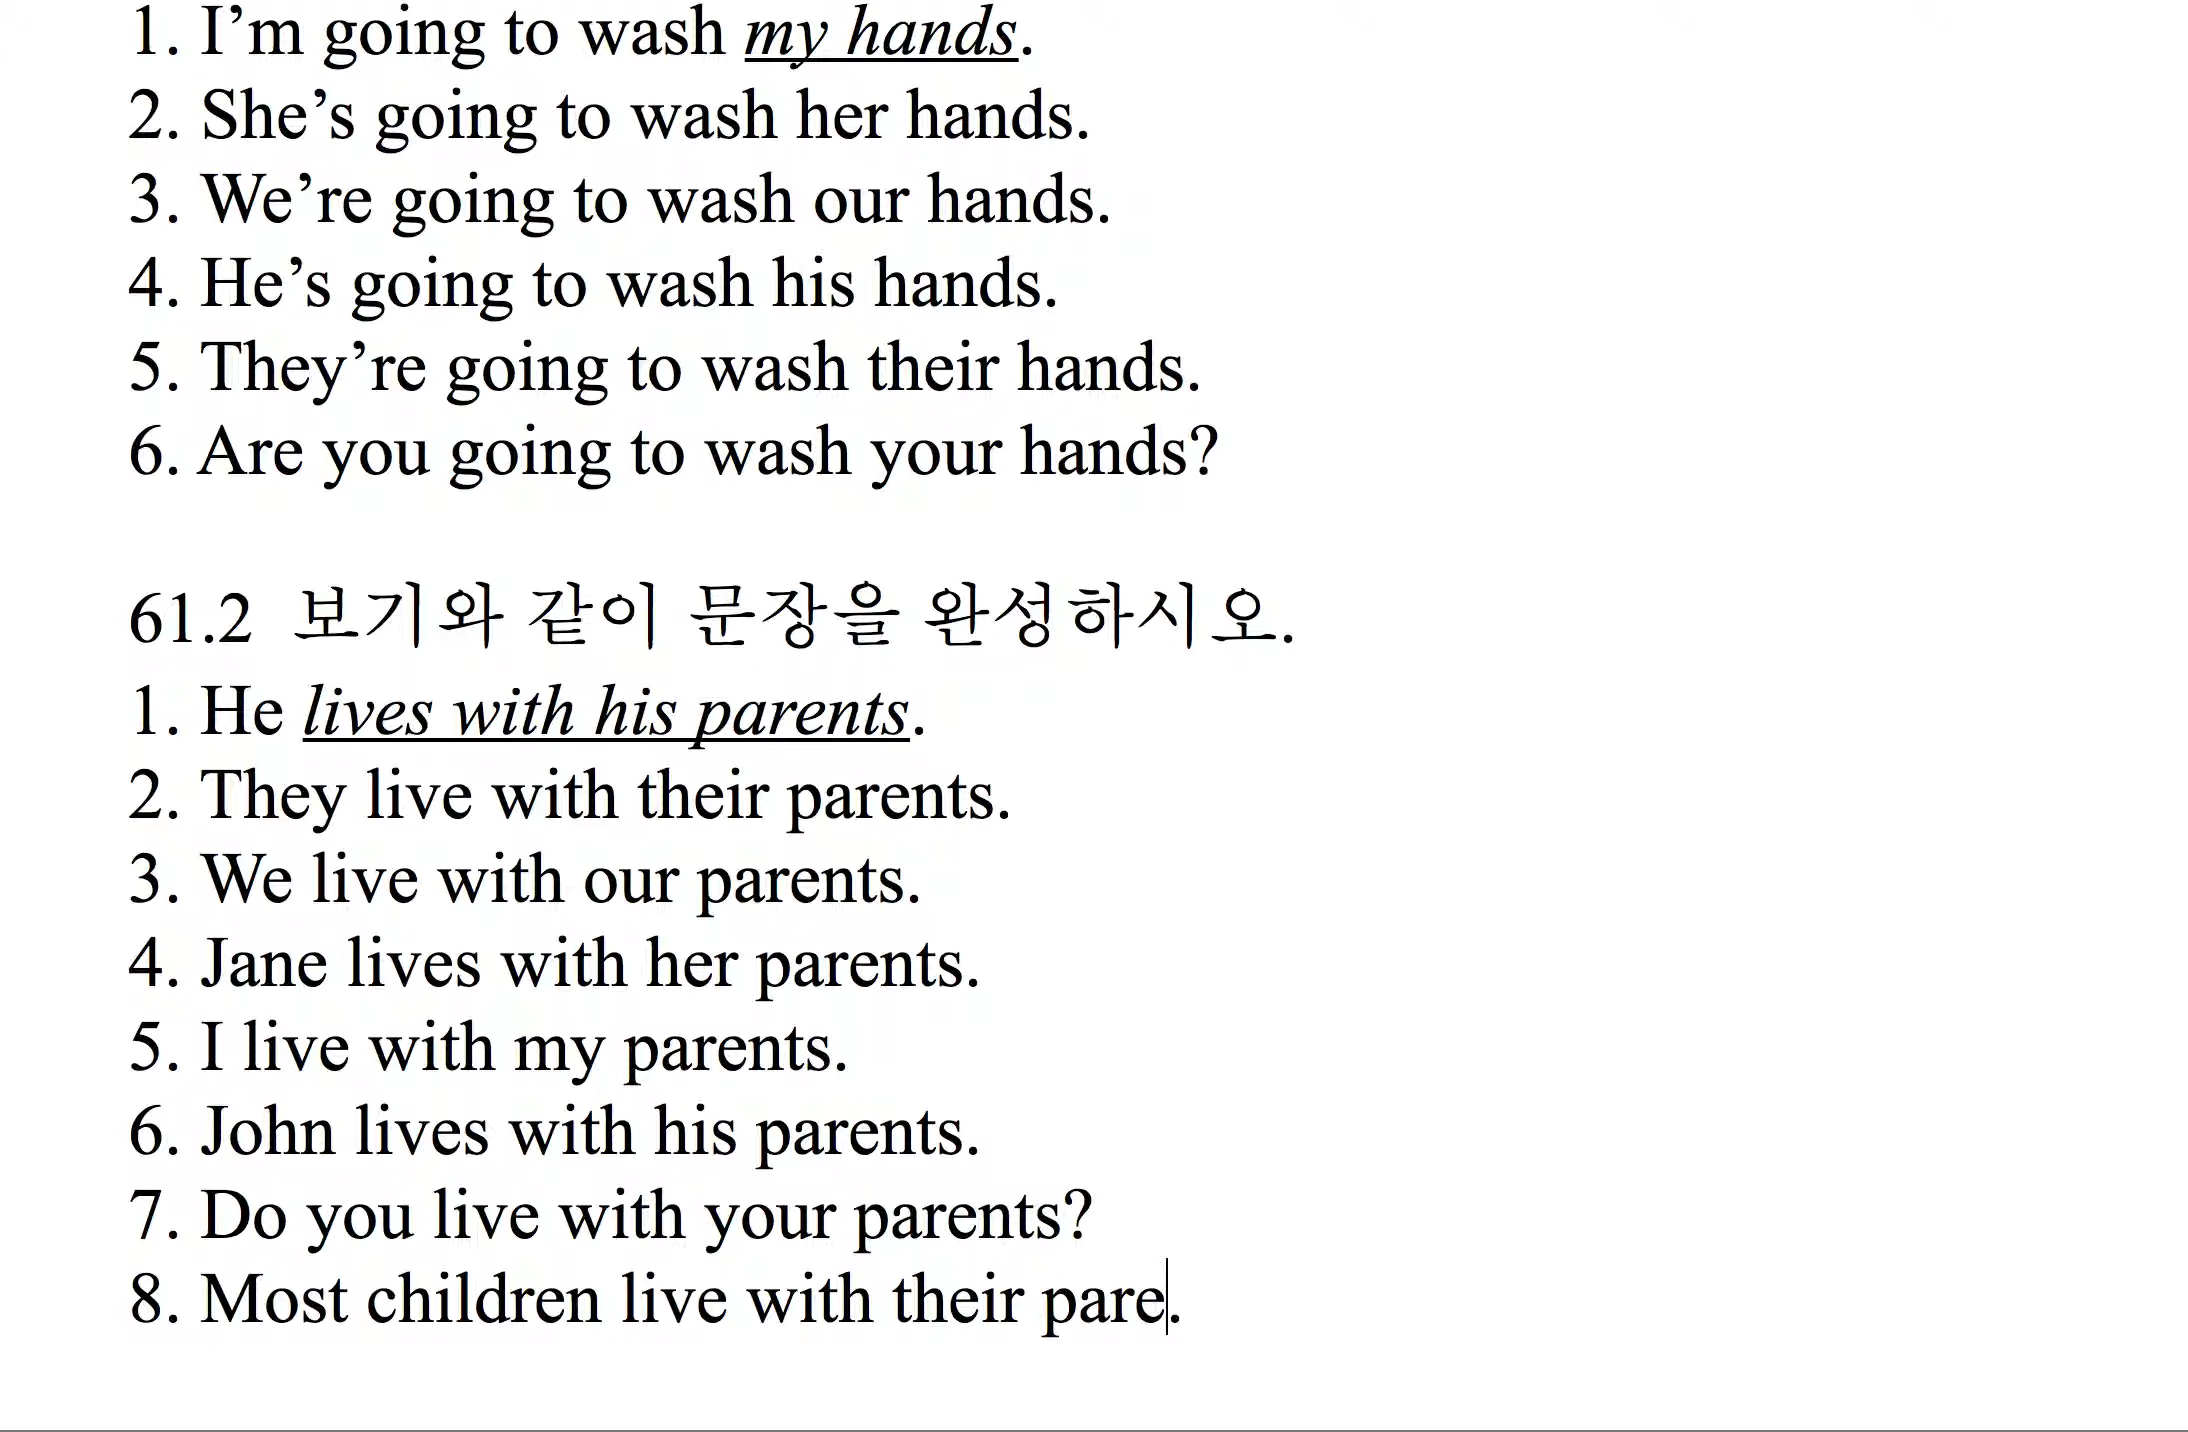 1. I’m going to wash my hands.
2. She’s going to wash her hands.
3. We’re going to wash our hands.
4. He’s going to wash his hands.
5. They’re going to wash their hands.
6. Are you going to wash your hands?
61.2 보기와 같이 문장을 완성하시오.
1. He lives with his parents.
2. They live with their parents.
3. We live with our parents.
4. Jane lives with her parents.
5. I live with my parents.
6. John lives with his parents.
7. Do you live with your parents?
8. Most children live with their pare.